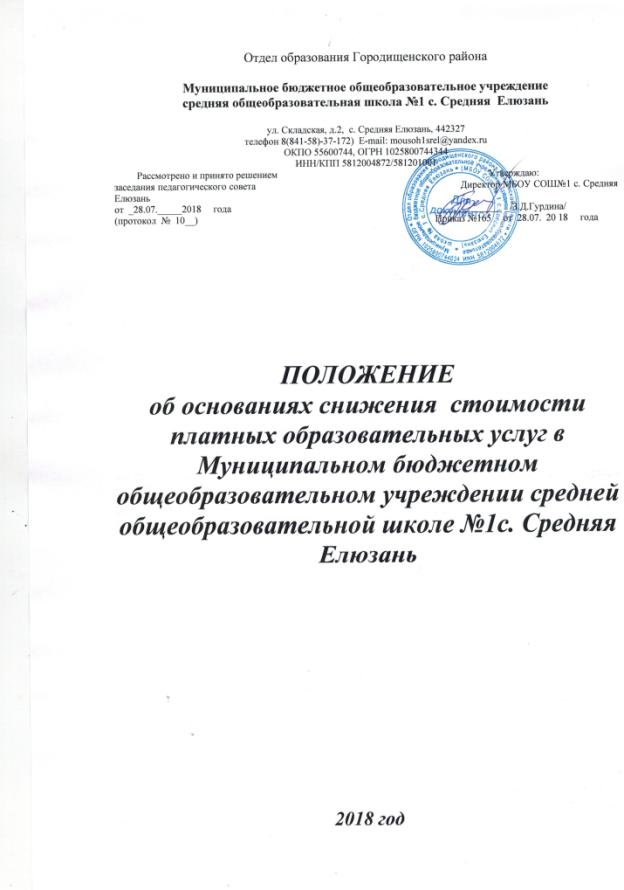 Отдел образования Городищенского района
Муниципальное бюджетное общеобразовательное учреждение
средняя общеобразовательная школа №1 с. Средняя Елюзань
ул. Складская, д.2, с. Средняя Елюзань, 442327
телефон 8(841-58)-37-172) E-mail: mousoh1srel@yandex.ru
ОКПО 55600744, ОГРН 1025800744344
ИНН/КПП 5812004872/581201001
Рассмотрено и принято решением Утверждаю:
заседания педагогического совета Директор МБОУ СОШ№1 с. Средняя
Елюзань
от _28.07._____2018 года /З.Д.Гурдина/
(протокол № 10__) Приказ №165 от 28.07. 20 18 года
Для
документов
ПОЛОЖЕНИЕ
об основаниях снижения стоимости
платных образовательных услуг в
Муниципальном бюджетном
общеобразовательном учреждении средней
общеобразовательной школе №1с. Средняя
Елюзань
2018 год